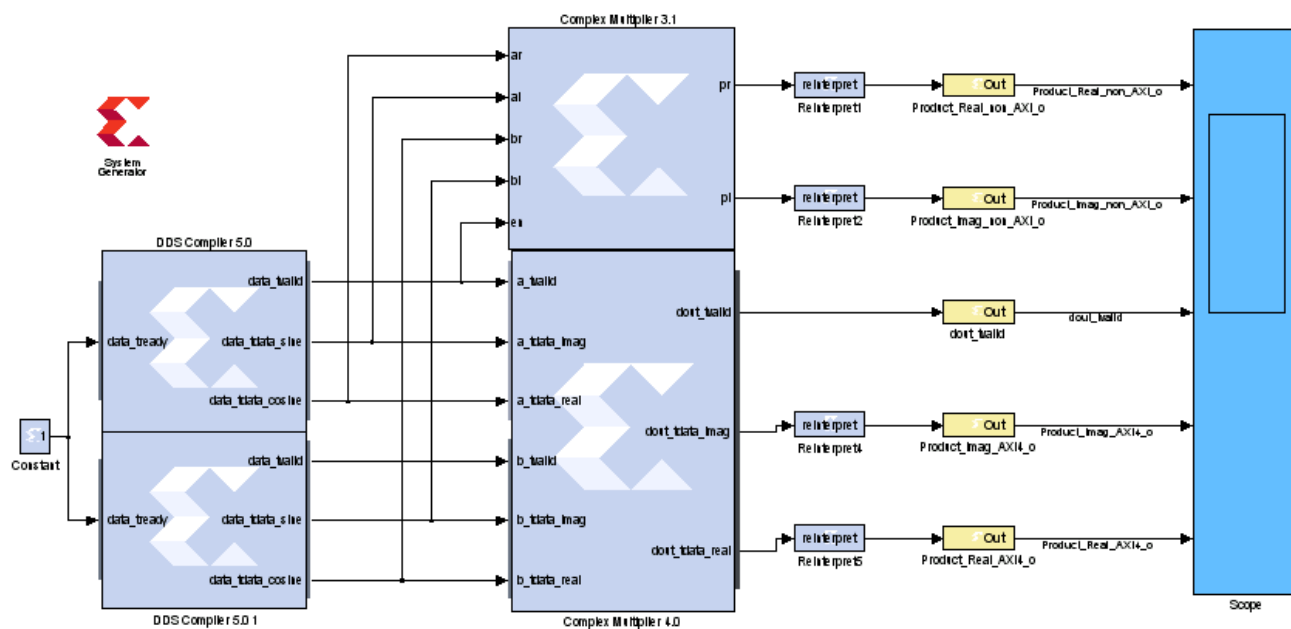 Complex Multiplier 3.1
ar
ai
br
bi
en
pr
pi
reinterpret
Reinterpret1
Out
Product_Real_non_AXI_o
Product_Real_non_AXI_o
reinterpret
Reinterpret2
Out
Product_Imag_non_AXI_o
Product_Imag_non_AXI_o
System
Generator
DDS Compiler 5.0
data_tvalid
data_tready
data_tdata_sine
data_tdata_cosine
a_tvalid
a_tdata_imag
a_tdata_real
b_tvalid
b_tdata_imag
b_tdata_real
dout_tvalid
dout_tdata_imag
dout_tdata_real
Out
dout_tvalid
dout_tvalid
1
Constant
data_tvalid
data_tready
data_tdata_sine
data_tdata_cosine
DDS Compiler 5.0 1
Complex Multiplier 4.0
reinterpret
Reinterpret4
Out
Product_Imag_AXI4_o
Product_Imag_AXI4_o
reinterpret
Reinterpret5
Out
Product_Real_AXI4_o
Product_Real_AXI4_o
Scope